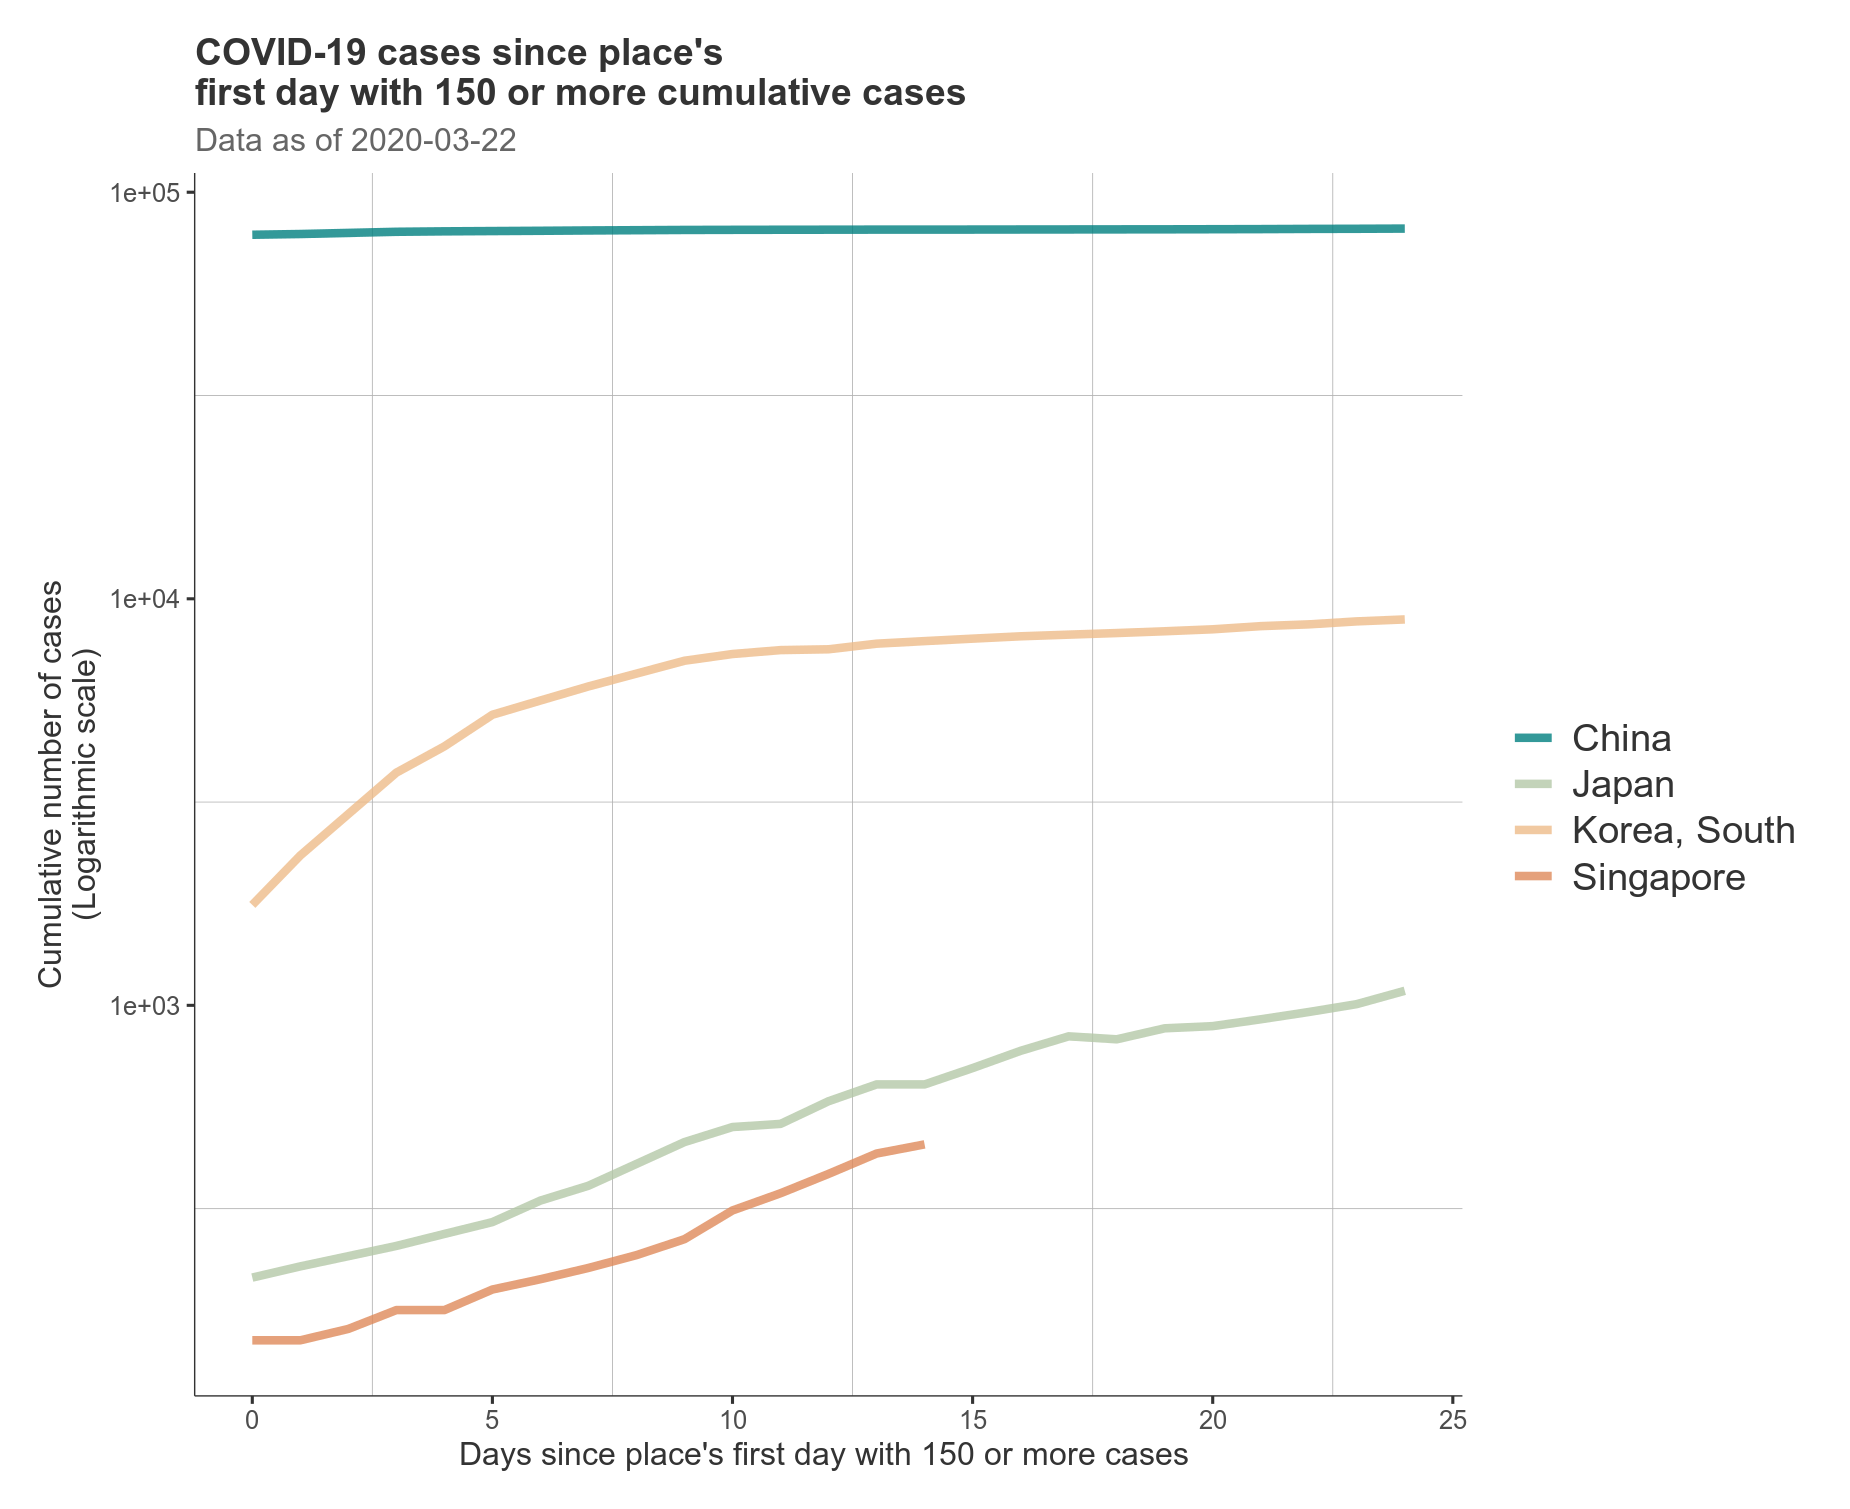 COVID-19 cases since place's
first day with 150 or more cumulative cases
Data as of 2020-03-22
1e+05
1e+04
1e+03
Cumulative number of cases
(Logarithmic scale)
0
5
10
15
20
25
Days since place's first day with 150 or more cases
China
Japan
Korea, South
Singapore